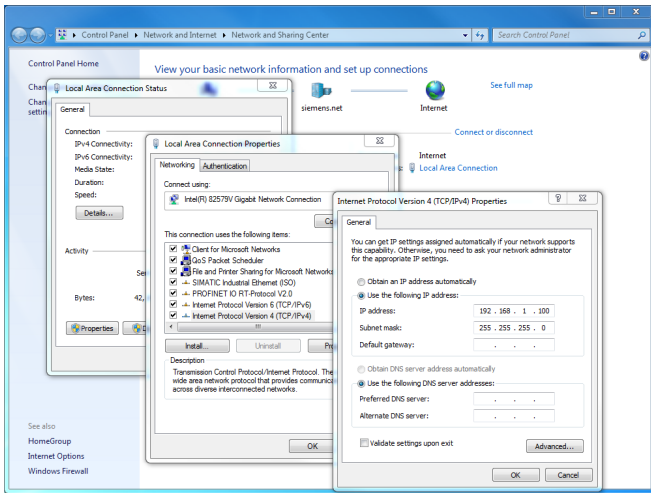 Control Panel
Network and Internet
Network and Sharing Center
Search Control Panel
Control Panel Home
View your basic network information and set up connections
Chan
Chan
settin
See full map
siemens.net
Internet
Connect or disconnect
Internet
Local Area Connection
See also
HomeGroup
Internet Options
Windows Firewall
Local Area Connection Status
General
Connection
IPv4 Connectivity:
IPv6 Connectivity:
Media State:
Duration:
Speed:
Details...
Activity
Sen
Bytes:
42,
Properties
D
Local Area Connection Properties
Networking
Authentication
Connect using:
Intel(R) 82579V Gigabit Network Connection
Co
This connection uses the following items:
Client for Microsoft Networks
QoS Packet Scheduler
File and Printer Sharing for Microsoft Networks
SIMATIC Industrial Ethernet (ISO)
PROFINET IO RT-Protocol V2.0
Internet Protocol Version 6 (TCP/IPv6)
Internet Protocol Version 4 (TCP/IPv4)
Install...
Uninstall
Pro
Description
Transmission Control Protocol/Internet Protocol. The
wide area network protocol that provides communica
across diverse interconnected networks.
OK
Internet Protocol Version 4 (TCP/IPv4) Properties
General
You can get IP settings assigned automatically if your network supports
this capability. Otherwise, you need to ask your network administrator
for the appropriate IP settings.
Obtain an IP address automatically
Use the following IP address:
IP address:
192 . 168 . 1 . 100
Subnet mask:
255 . 255 . 255 . 0
Default gateway:
. . .
Obtain DNS server address automatically
Use the following DNS server addresses:
Preferred DNS server:
. . .
Alternate DNS server:
. . .
Validate settings upon exit
Advanced...
OK
Cancel